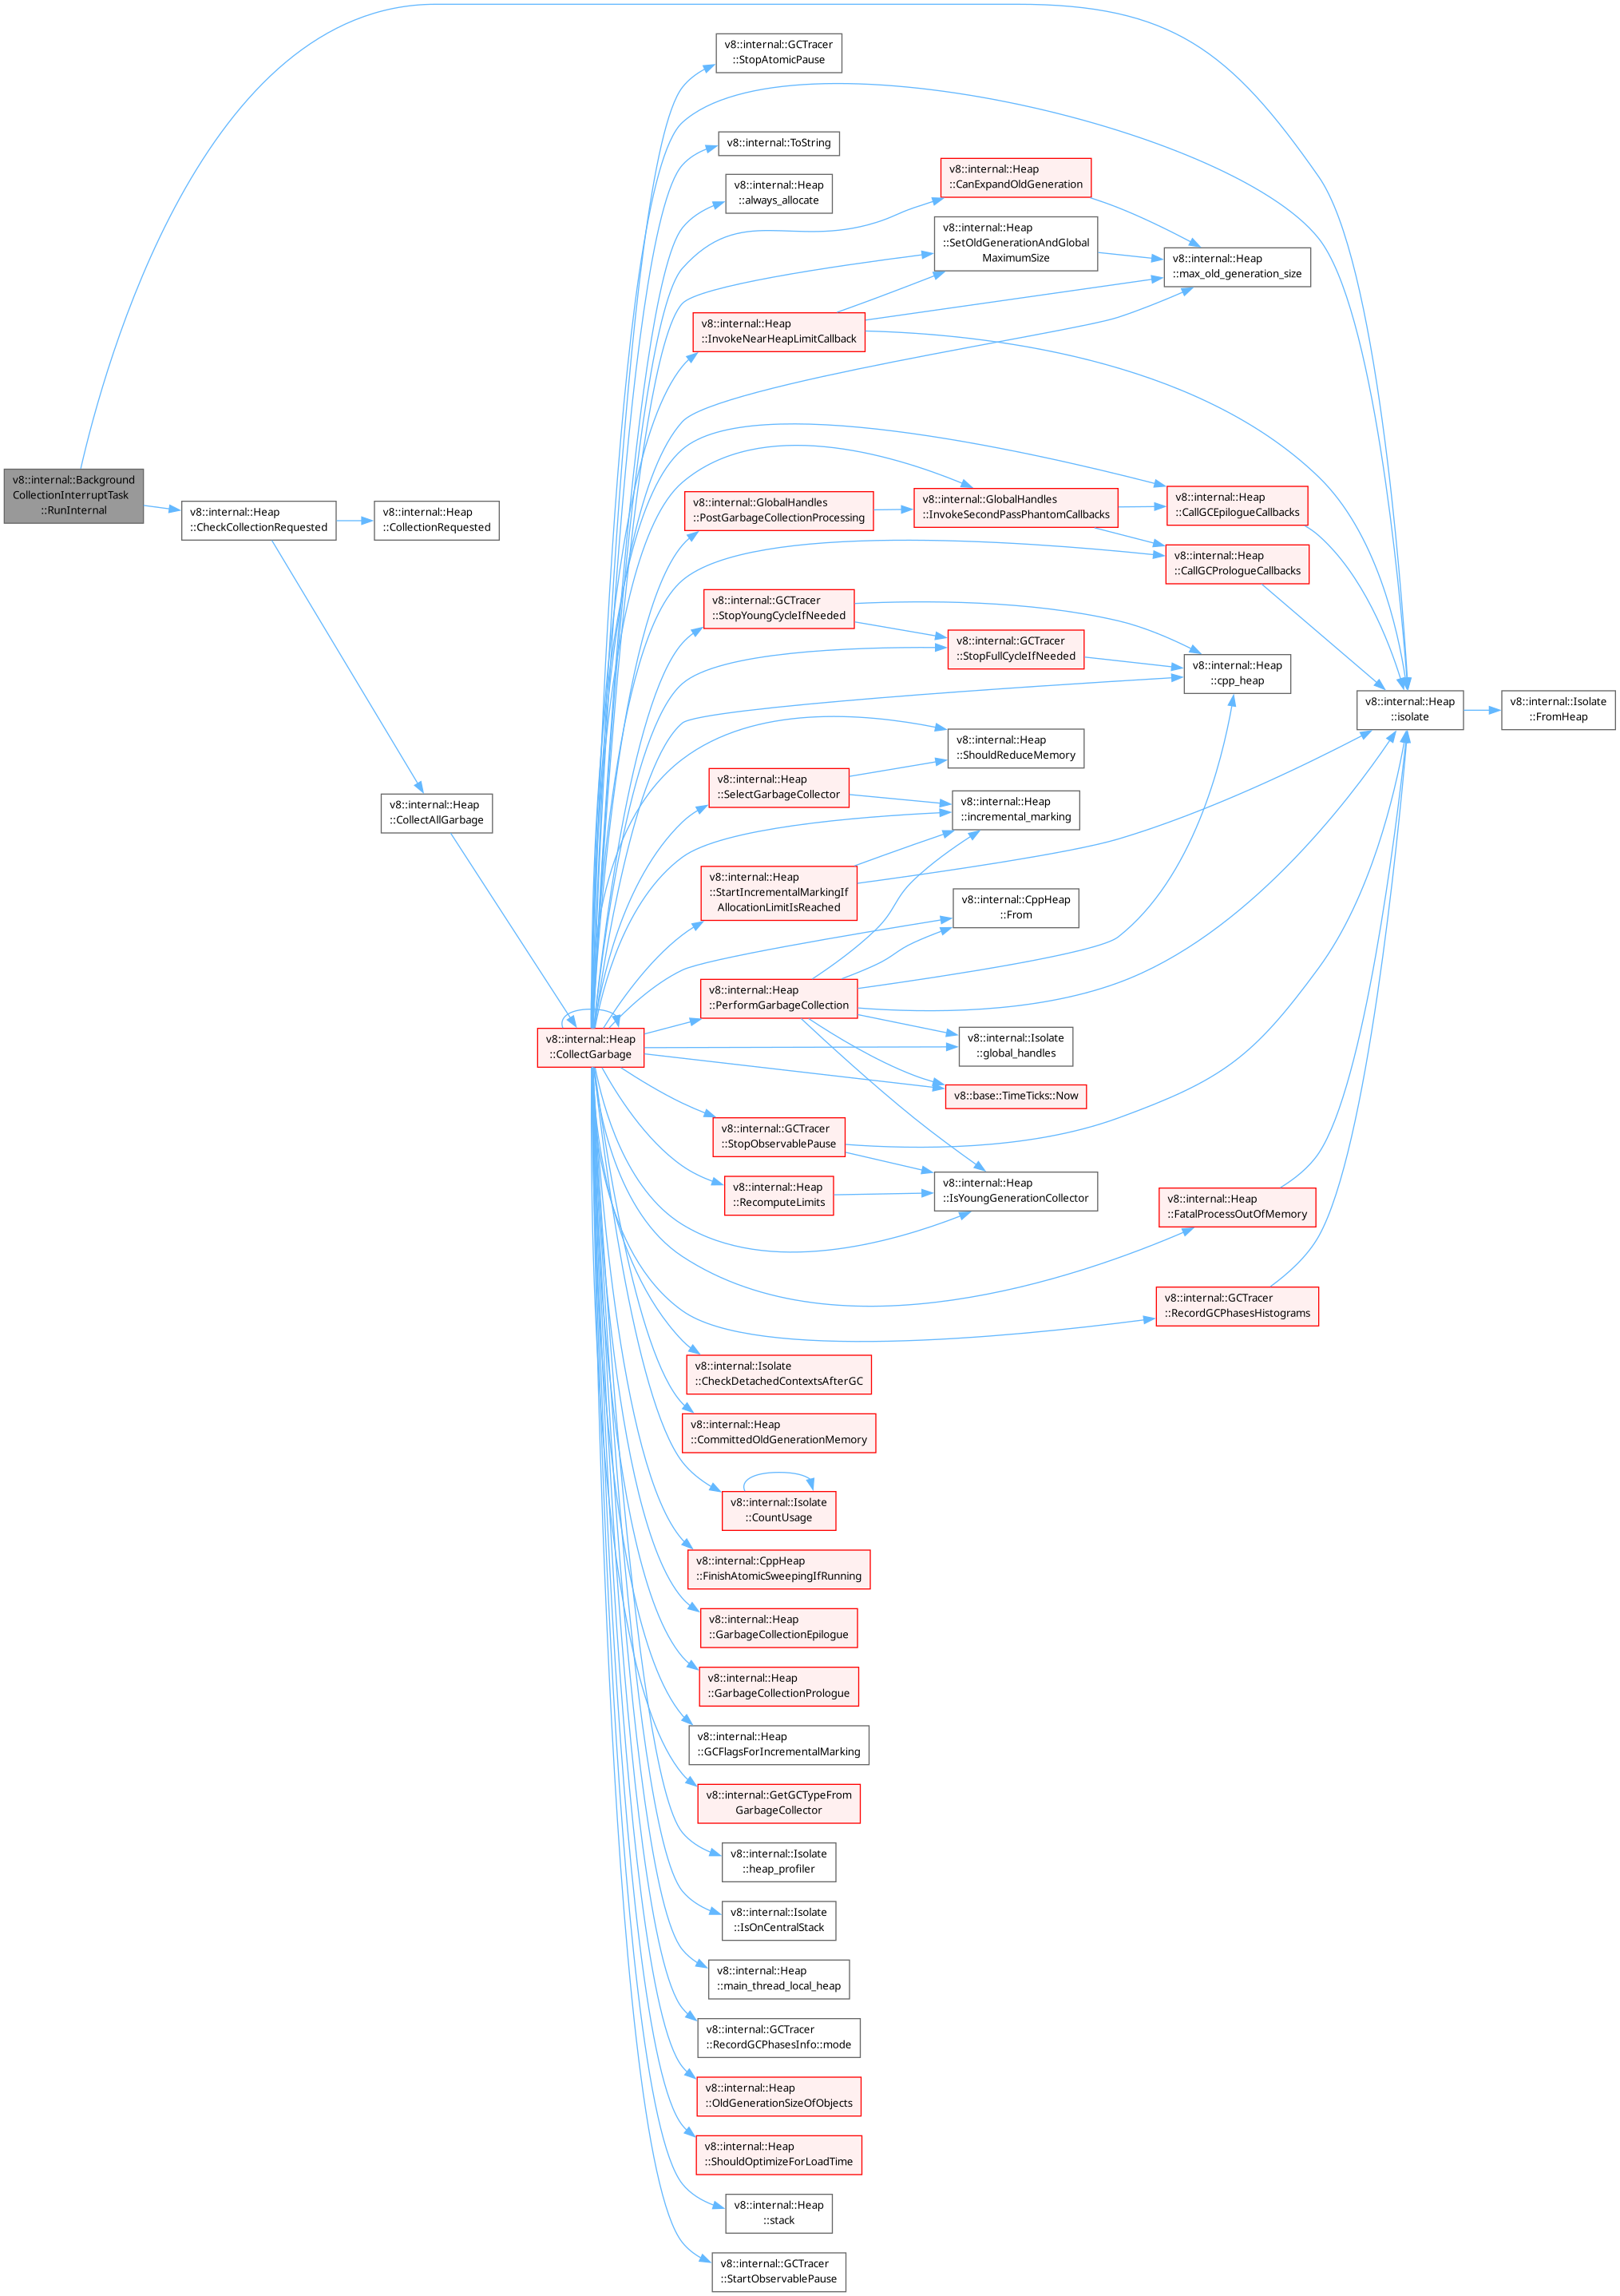 v8::internal::GCTracer
::StopAtomicPause
v8::internal::ToString
v8::internal::Heap
::CanExpandOldGeneration
v8::internal::Heap
::always_allocate
v8::internal::Heap
::SetOldGenerationAndGlobal
MaximumSize
v8::internal::Heap
::max_old_generation_size
v8::internal::Heap
::InvokeNearHeapLimitCallback
v8::internal::Background
CollectionInterruptTask
::RunInternal
v8::internal::Heap
::CheckCollectionRequested
v8::internal::Heap
::CollectionRequested
v8::internal::GlobalHandles
::PostGarbageCollectionProcessing
v8::internal::GlobalHandles
::InvokeSecondPassPhantomCallbacks
v8::internal::Heap
::CallGCEpilogueCallbacks
v8::internal::Heap
::CallGCPrologueCallbacks
v8::internal::GCTracer
::StopYoungCycleIfNeeded
v8::internal::GCTracer
::StopFullCycleIfNeeded
v8::internal::Heap
::cpp_heap
v8::internal::Heap
::isolate
v8::internal::Isolate
::FromHeap
v8::internal::Heap
::ShouldReduceMemory
v8::internal::Heap
::SelectGarbageCollector
v8::internal::Heap
::incremental_marking
v8::internal::Heap
::CollectAllGarbage
v8::internal::Heap
::StartIncrementalMarkingIf
AllocationLimitIsReached
v8::internal::CppHeap
::From
v8::internal::Heap
::PerformGarbageCollection
v8::internal::Heap
::CollectGarbage
v8::internal::Isolate
::global_handles
v8::base::TimeTicks::Now
v8::internal::GCTracer
::StopObservablePause
v8::internal::Heap
::RecomputeLimits
v8::internal::Heap
::IsYoungGenerationCollector
v8::internal::Heap
::FatalProcessOutOfMemory
v8::internal::GCTracer
::RecordGCPhasesHistograms
v8::internal::Isolate
::CheckDetachedContextsAfterGC
v8::internal::Heap
::CommittedOldGenerationMemory
v8::internal::Isolate
::CountUsage
v8::internal::CppHeap
::FinishAtomicSweepingIfRunning
v8::internal::Heap
::GarbageCollectionEpilogue
v8::internal::Heap
::GarbageCollectionPrologue
v8::internal::Heap
::GCFlagsForIncrementalMarking
v8::internal::GetGCTypeFrom
GarbageCollector
v8::internal::Isolate
::heap_profiler
v8::internal::Isolate
::IsOnCentralStack
v8::internal::Heap
::main_thread_local_heap
v8::internal::GCTracer
::RecordGCPhasesInfo::mode
v8::internal::Heap
::OldGenerationSizeOfObjects
v8::internal::Heap
::ShouldOptimizeForLoadTime
v8::internal::Heap
::stack
v8::internal::GCTracer
::StartObservablePause